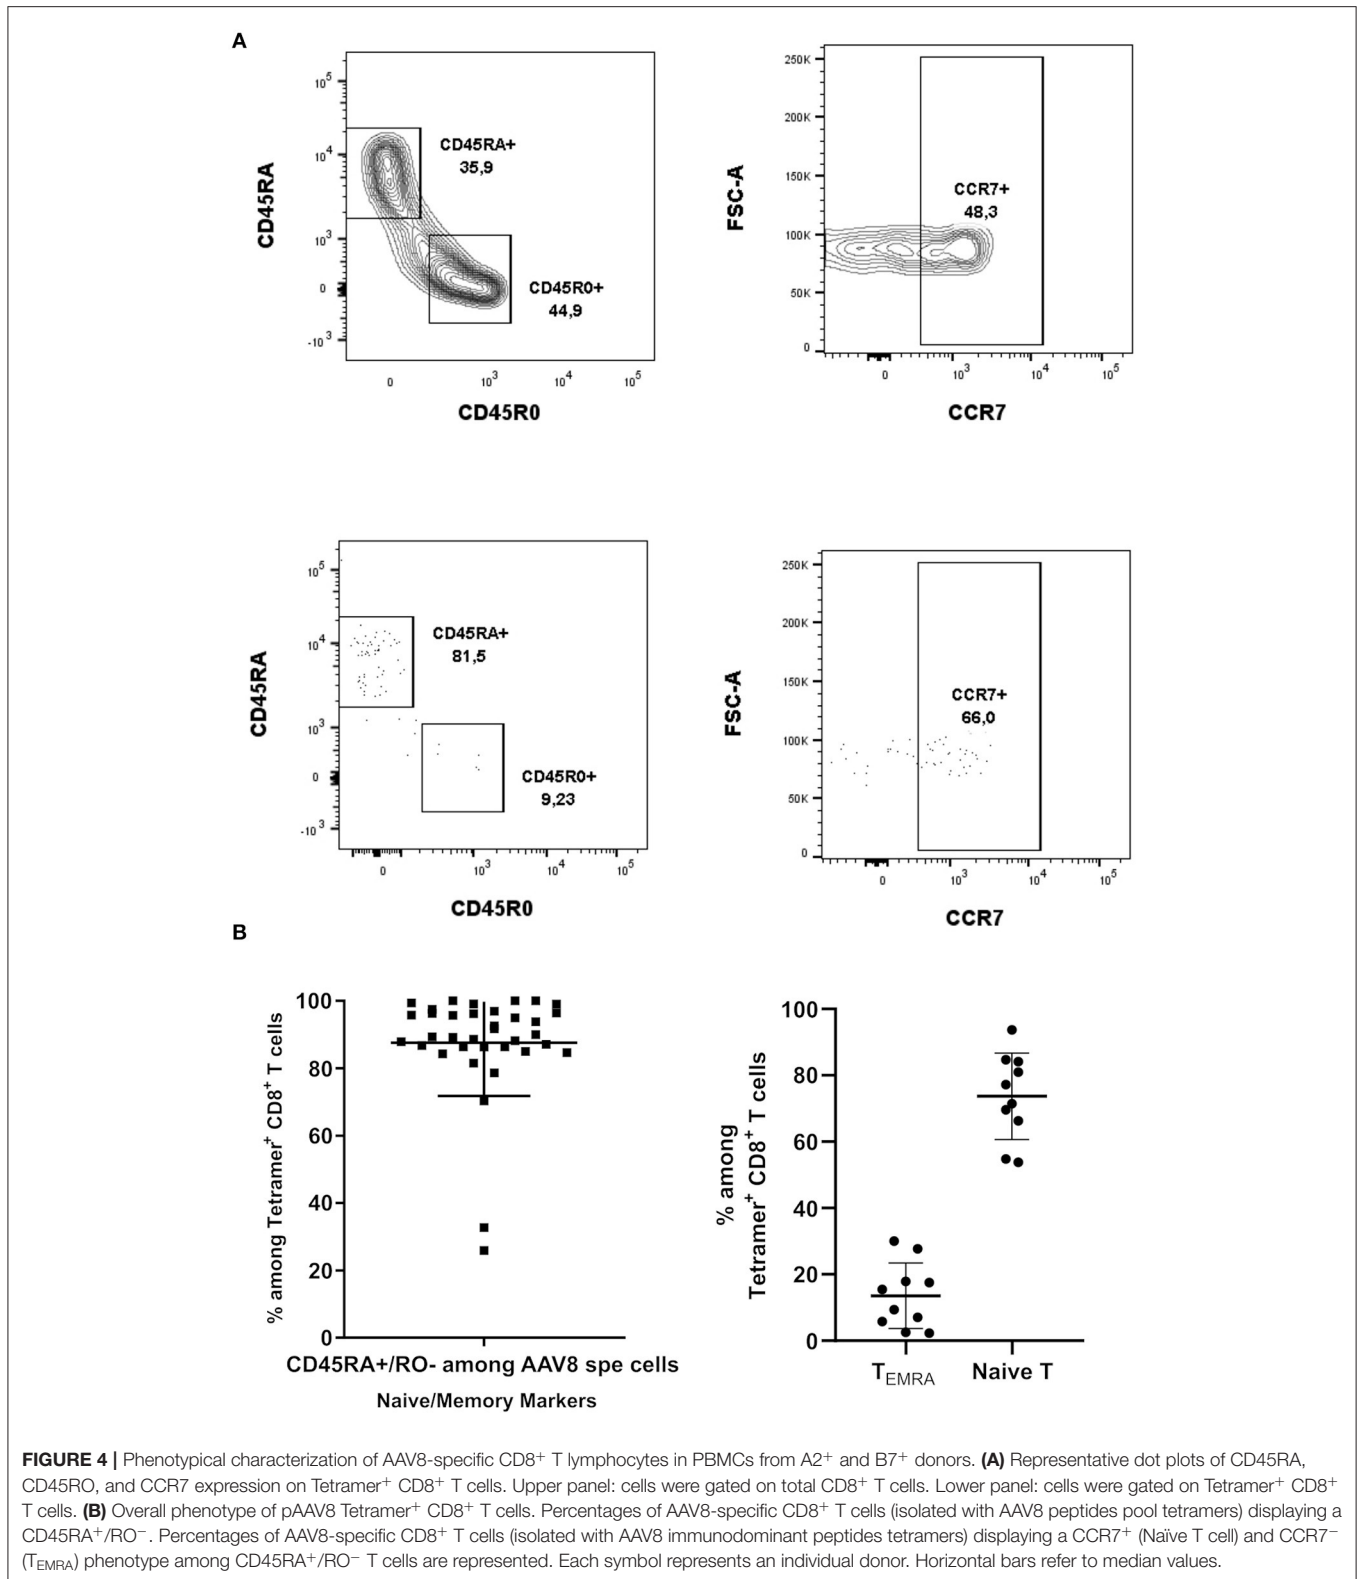 A
10^5
10^4
10^3
0
-10^3
CD45RA
CD45RA+
35,9
CD45R0+
44,9
0 10^3 10^4 10^5
CD45R0
250K
200K
150K
100K
50K
0
FSC-A
CCR7+
48,3
0 10^3 10^4 10^5
CCR7
10^5
10^4
10^3
0
-10^3
CD45RA
CD45RA+
81,5
CD45R0+
9,23
0 10^3 10^4 10^5
CD45R0
250K
200K
150K
100K
50K
0
FSC-A
CCR7+
66,0
0 10^3 10^4 10^5
CCR7
B
100
80
60
40
20
0
% among Tetramer⁺ CD8⁺ T cells
CD45RA+/RO- among AAV8 spe cells
Naive/Memory Markers
100
80
60
40
20
0
% among
Tetramer⁺ CD8⁺ T cells
T_EMRA Naive T
FIGURE 4 | Phenotypical characterization of AAV8-specific CD8⁺ T lymphocytes in PBMCs from A2⁺ and B7⁺ donors. (A) Representative dot plots of CD45RA,
CD45RO, and CCR7 expression on Tetramer⁺ CD8⁺ T cells. Upper panel: cells were gated on total CD8⁺ T cells. Lower panel: cells were gated on Tetramer⁺ CD8⁺
T cells. (B) Overall phenotype of pAAV8 Tetramer⁺ CD8⁺ T cells. Percentages of AAV8-specific CD8⁺ T cells (isolated with AAV8 peptides pool tetramers) displaying a
CD45RA⁺/RO⁻. Percentages of AAV8-specific CD8⁺ T cells (isolated with AAV8 immunodominant peptides tetramers) displaying a CCR7⁺ (Naïve T cell) and CCR7⁻
(T_EMRA) phenotype among CD45RA⁺/RO⁻ T cells are represented. Each symbol represents an individual donor. Horizontal bars refer to median values.